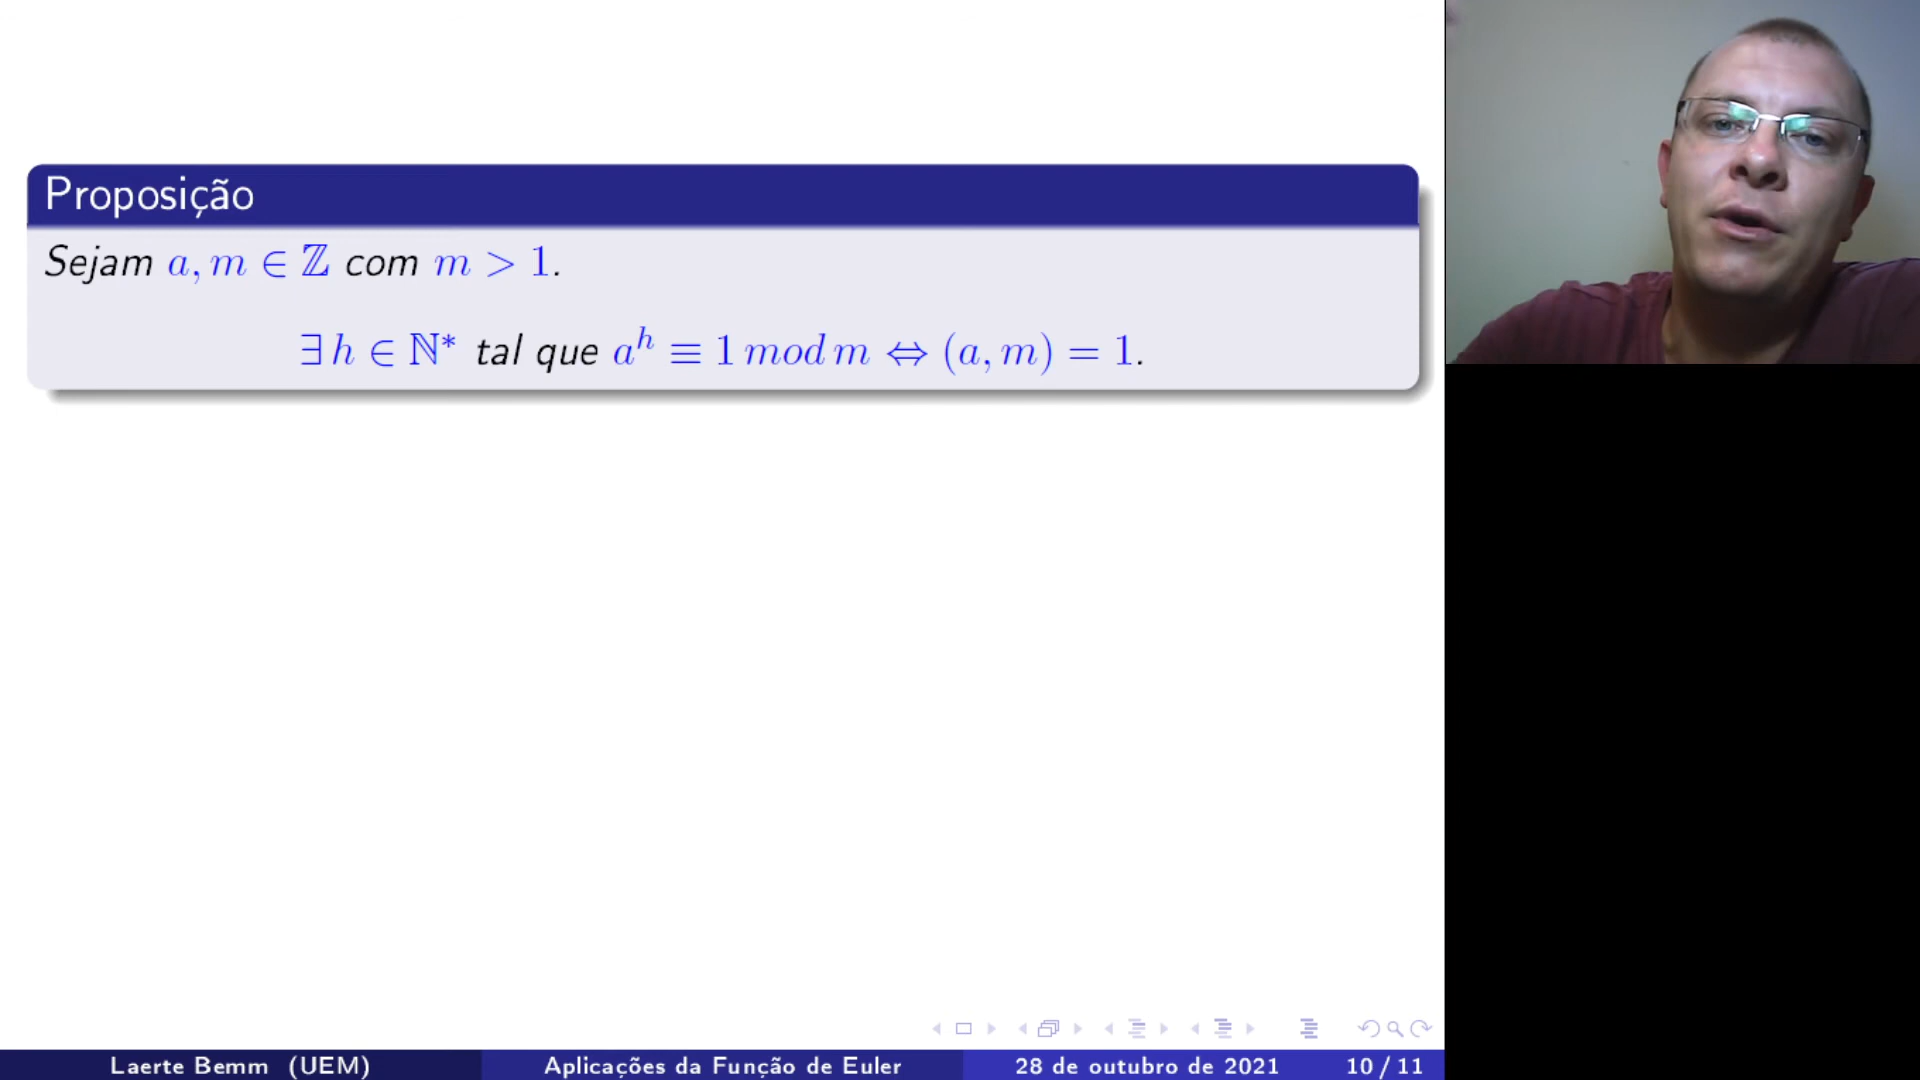 Proposição
Sejam a, m ∈ ℤ com m > 1.
∃ h ∈ ℕ* tal que a^h ≡ 1 mod m ⇔ (a, m) = 1.
Laerte Bemm (UEM) Aplicações da Função de Euler 28 de outubro de 2021 10 / 11